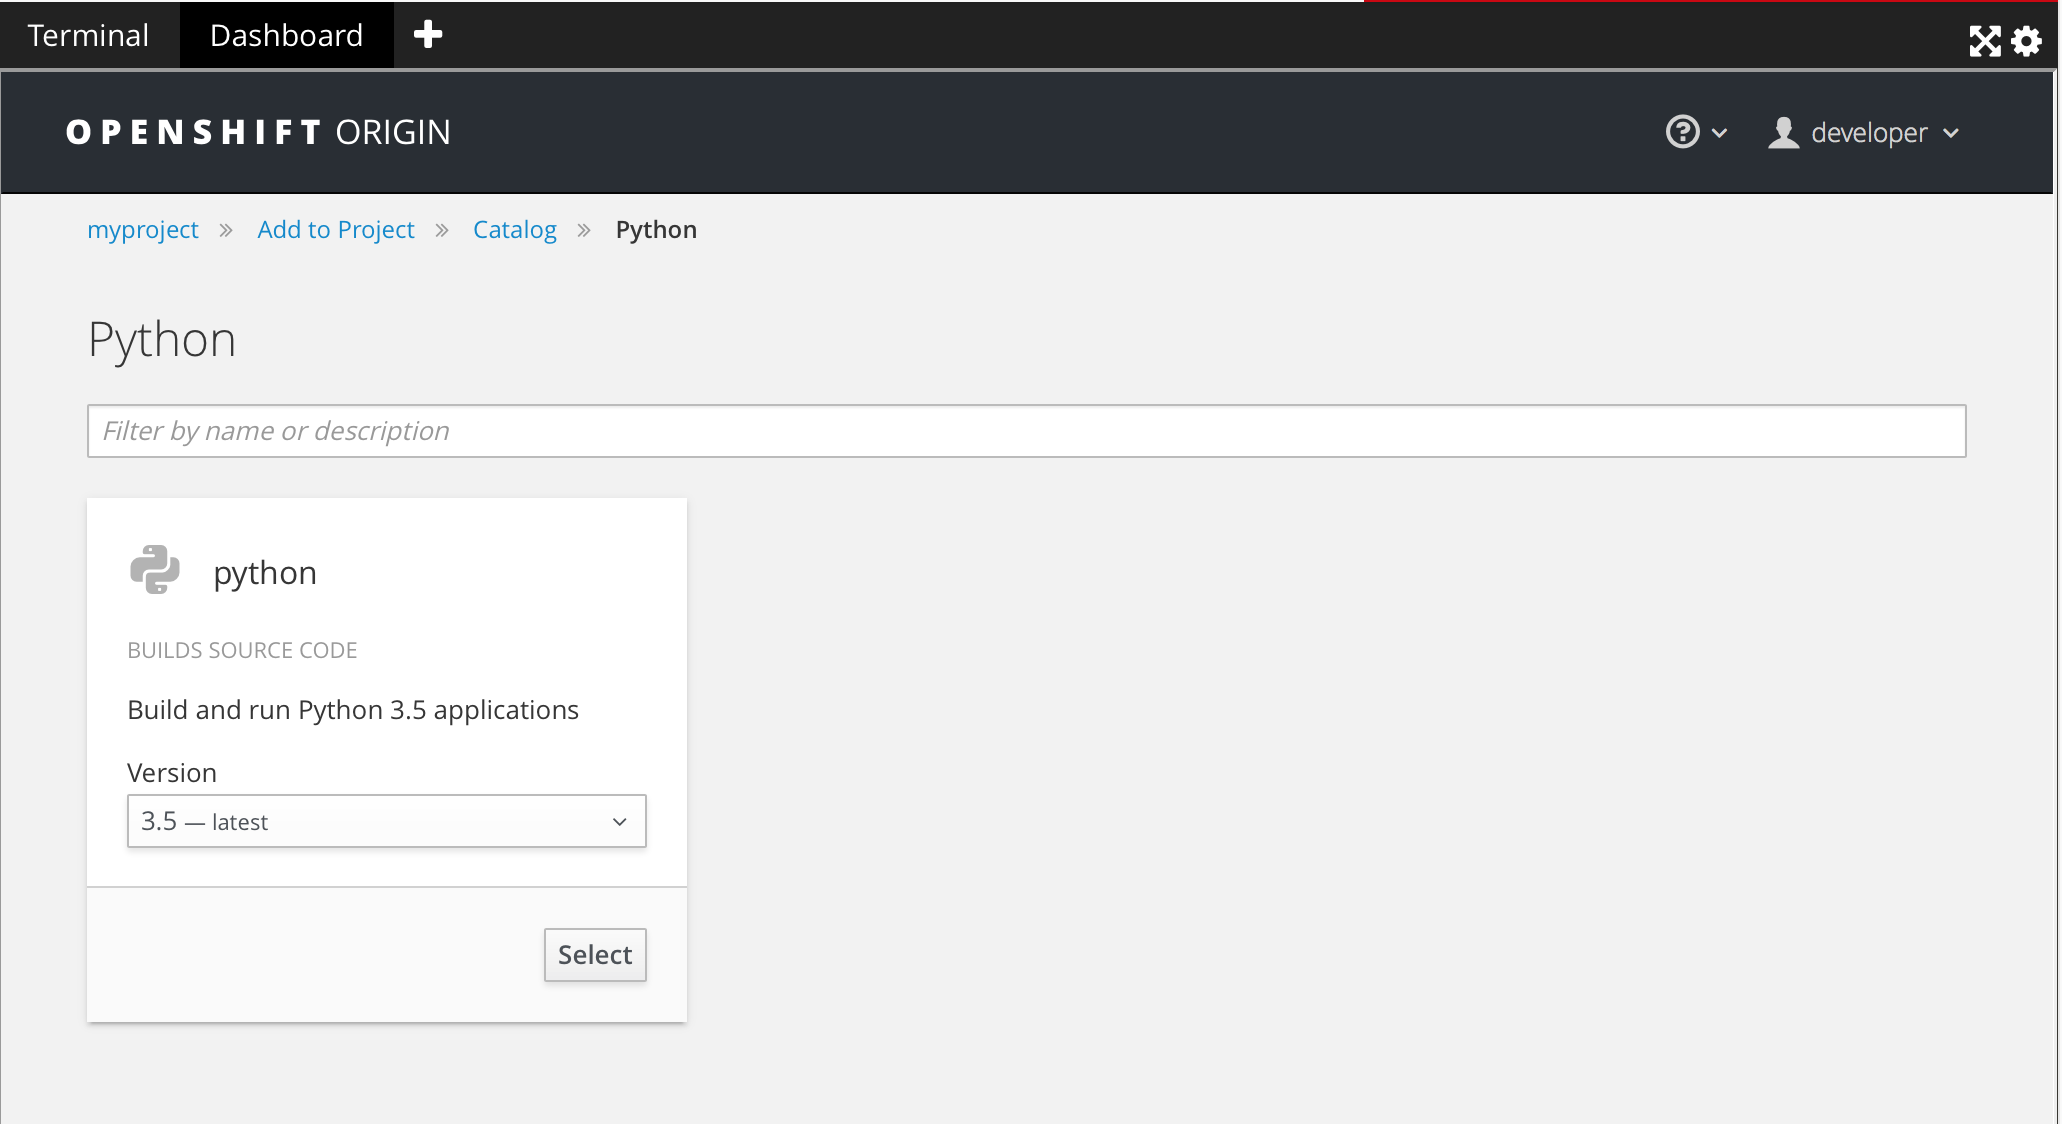 Terminal Dashboard
OPENSHIFT ORIGIN developer
myproject » Add to Project » Catalog » Python
Python
Filter by name or description
python
BUILDS SOURCE CODE
Build and run Python 3.5 applications
Version
3.5 — latest
Select